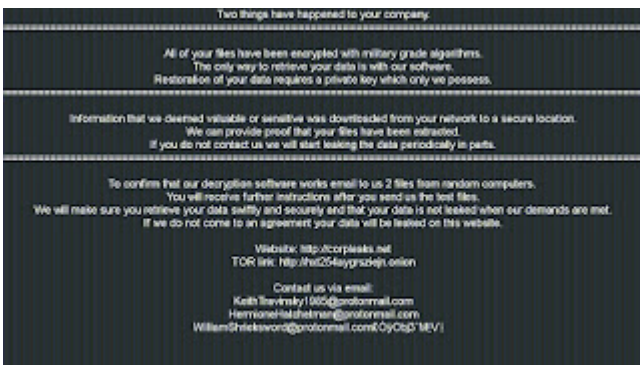 Two things have happened to your company.
All of your files have been encrypted with military grade algorithms.
The only way to retrieve your data is with our software.
Restoration of your data requires a private key which only we possess.
Information that we deemed valuable or sensitive was downloaded from your network to a secure location.
We can provide proof that your files have been extracted.
If you do not contact us we will start leaking the data periodically in parts.
To confirm that our decryption software works email to us 2 files from random computers.
You will receive further instructions after you send us the test files.
We will make sure you retrieve your data swiftly and securely and that your data is not leaked when our demands are met.
If we do not come to an agreement your data will be leaked on this website.
Website: http://corpleaks.net
TOR link:
Contact us via email:
KeithTravinsky1985@protonmail.com